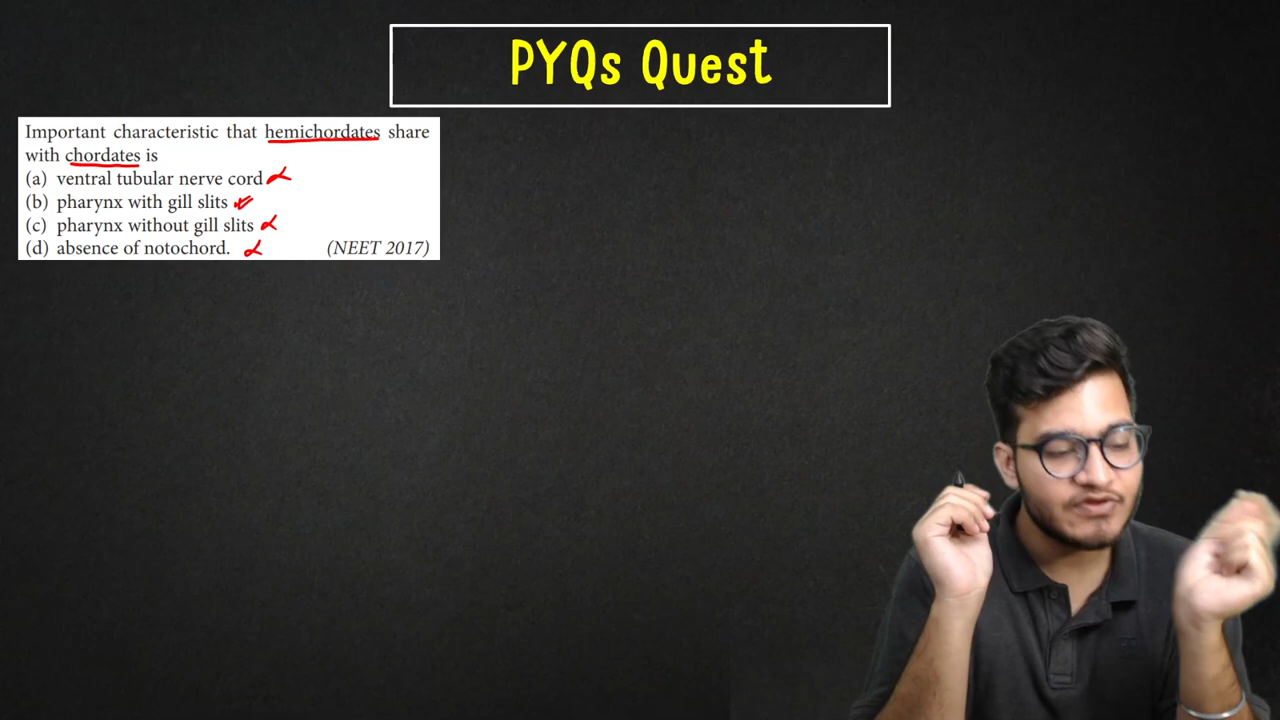 PYQs Quest
Important characteristic that hemichordates share
with chordates is
(a) ventral tubular nerve cord
(b) pharynx with gill slits
(c) pharynx without gill slits
(d) absence of notochord. (NEET 2017)